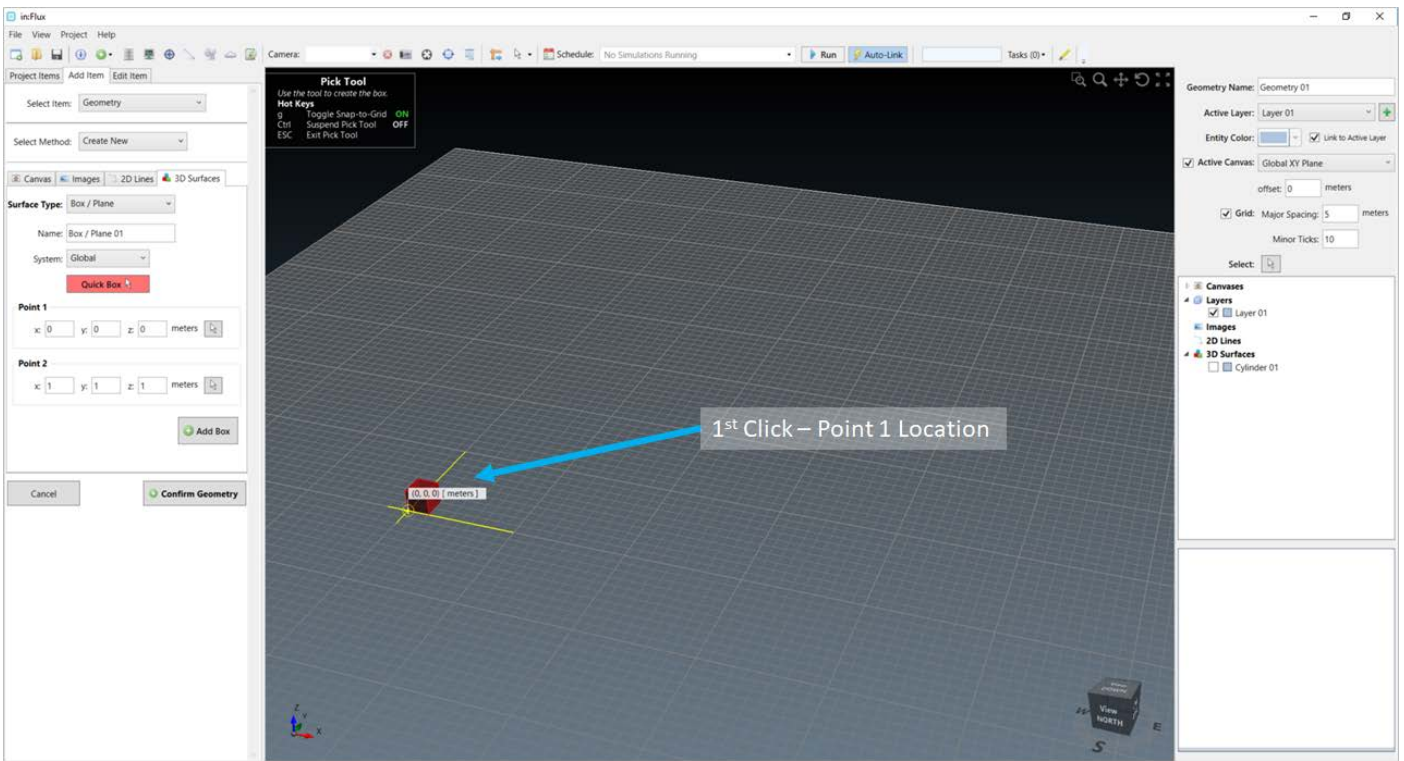 in:Flux
File View Project Help
Camera:
Schedule: No Simulations Running
Run
Auto-Link
Tasks (0)
Project Items Add Item Edit Item
Select Item: Geometry
Select Method: Create New
Canvas Images 2D Lines 3D Surfaces
Surface Type: Box / Plane
Name: Box / Plane 01
System: Global
Quick Box
Point 1
x: 0 y: 0 z: 0 meters
Point 2
x: 1 y: 1 z: 1 meters
Add Box
Cancel Confirm Geometry
Pick Tool
Use the tool to create the box.
Hot Keys
g Toggle Snap-to-Grid ON
Ctrl Suspend Pick Tool OFF
ESC Exit Pick Tool
1st Click – Point 1 Location
(0, 0, 0) [ meters ]
Z
Y
X
View
DOWN
View
NORTH
W
E
S
Geometry Name: Geometry 01
Active Layer: Layer 01
Entity Color: Link to Active Layer
Active Canvas: Global XY Plane
offset: 0 meters
Grid: Major Spacing: 5 meters
Minor Ticks: 10
Select:
Canvases
Layers
Layer 01
Images
2D Lines
3D Surfaces
Cylinder 01